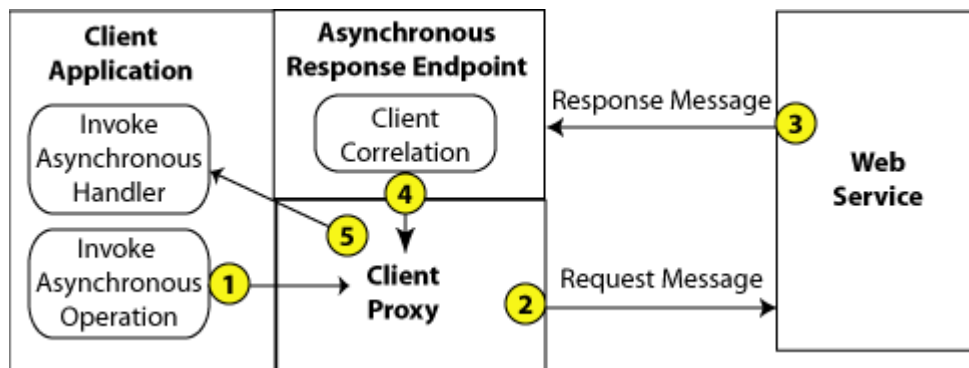 Client
Application
Invoke
Asynchronous
Handler
Invoke
Asynchronous
Operation
1
Asynchronous
Response Endpoint
Client
Correlation
4
5
Client
Proxy
2
Response Message
3
Request Message
Web
Service